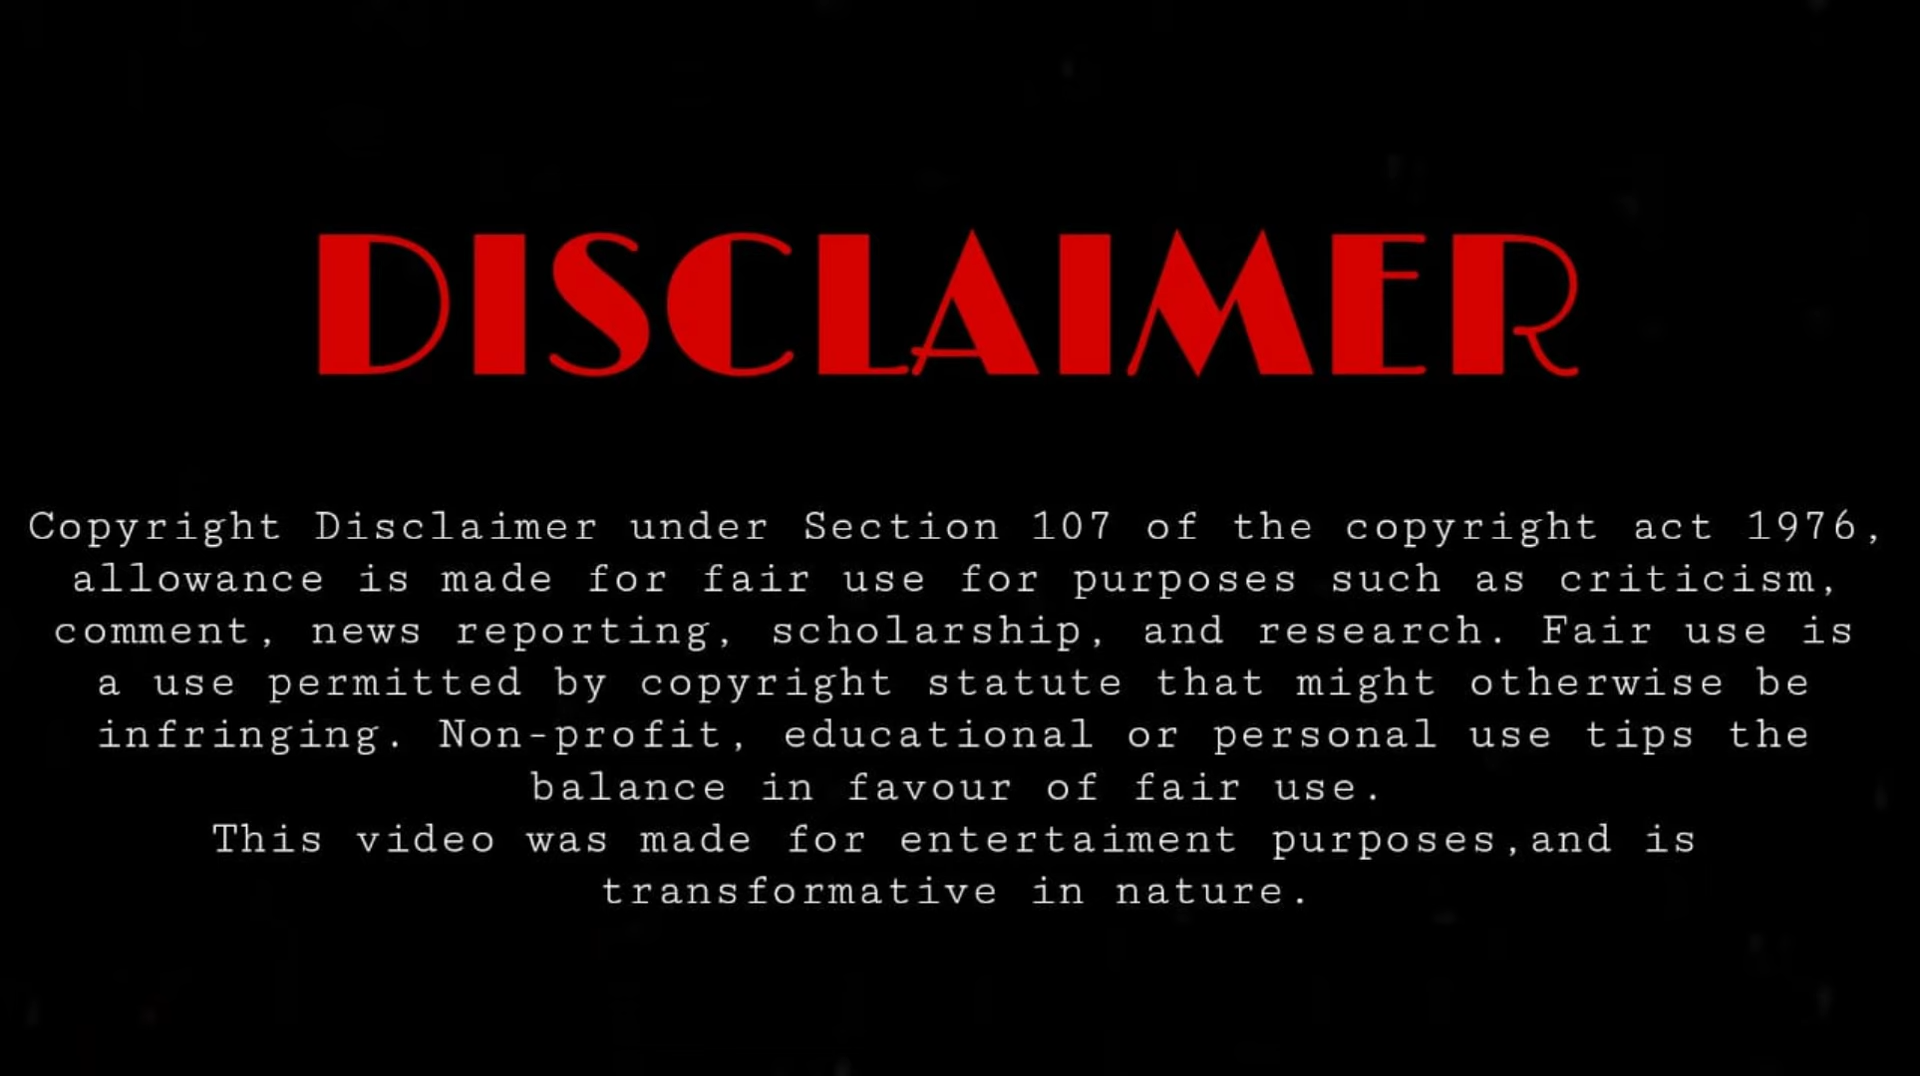 DISCLAIMER
Copyright Disclaimer under Section 107 of the copyright act 1976,
allowance is made for fair use for purposes such as criticism,
comment, news reporting, scholarship, and research. Fair use is
a use permitted by copyright statute that might otherwise be
infringing. Non-profit, educational or personal use tips the
balance in favour of fair use.
This video was made for entertaiment purposes,and is
transformative in nature.